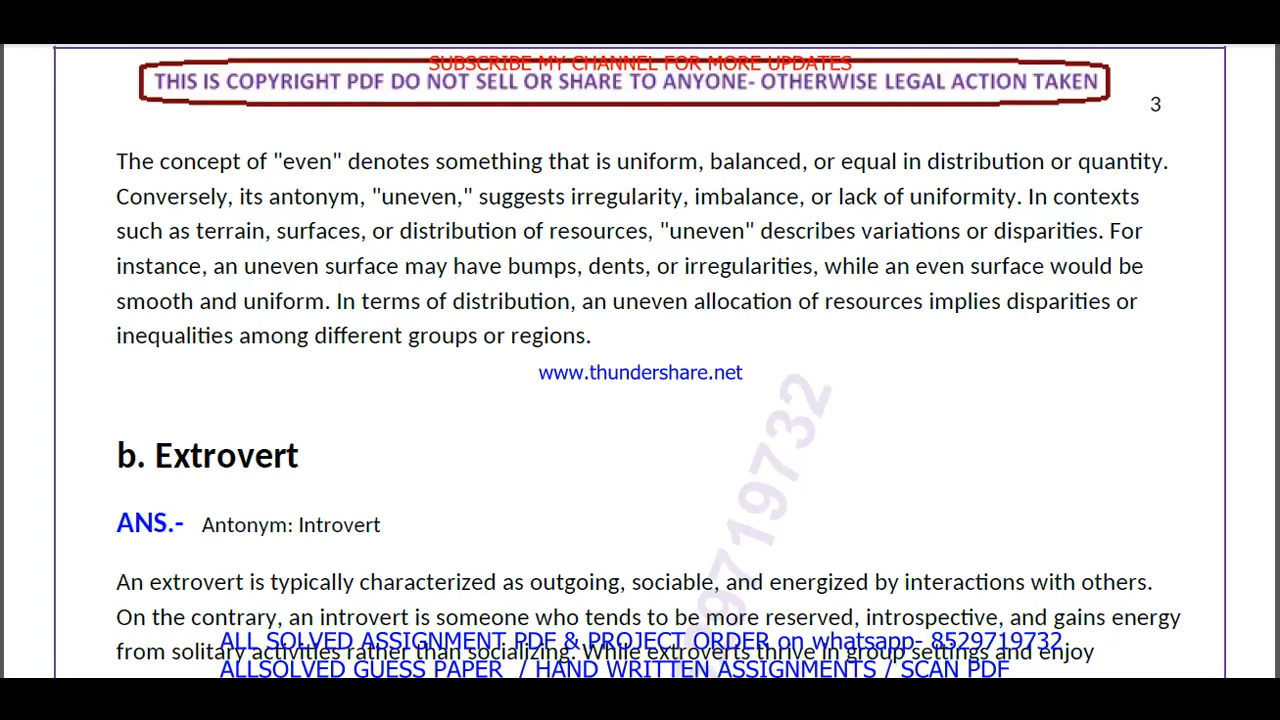 SUBSCRIBE MY CHANNEL FOR MORE UPDATES
THIS IS COPYRIGHT PDF DO NOT SELL OR SHARE TO ANYONE- OTHERWISE LEGAL ACTION TAKEN
3
The concept of "even" denotes something that is uniform, balanced, or equal in distribution or quantity.
Conversely, its antonym, "uneven," suggests irregularity, imbalance, or lack of uniformity. In contexts
such as terrain, surfaces, or distribution of resources, "uneven" describes variations or disparities. For
instance, an uneven surface may have bumps, dents, or irregularities, while an even surface would be
smooth and uniform. In terms of distribution, an uneven allocation of resources implies disparities or
inequalities among different groups or regions.
www.thundershare.net
b. Extrovert
ANS.- Antonym: Introvert
An extrovert is typically characterized as outgoing, sociable, and energized by interactions with others.
On the contrary, an introvert is someone who tends to be more reserved, introspective, and gains energy
from solitary activities rather than socializing. While extroverts thrive in group settings and enjoy
ALL SOLVED ASSIGNMENT PDF & PROJECT ORDER on whatsapp- 8529719732
ALLSOLVED GUESS PAPER / HAND WRITTEN ASSIGNMENTS / SCAN PDF
9719732